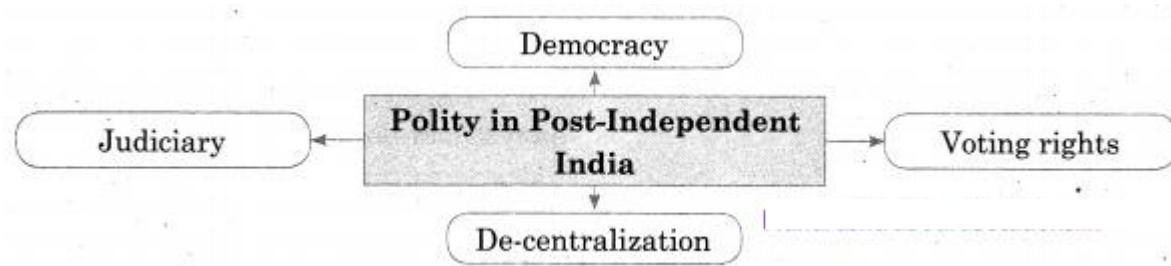 Democracy
Judiciary
Polity in Post-Independent
India
Voting rights
De-centralization